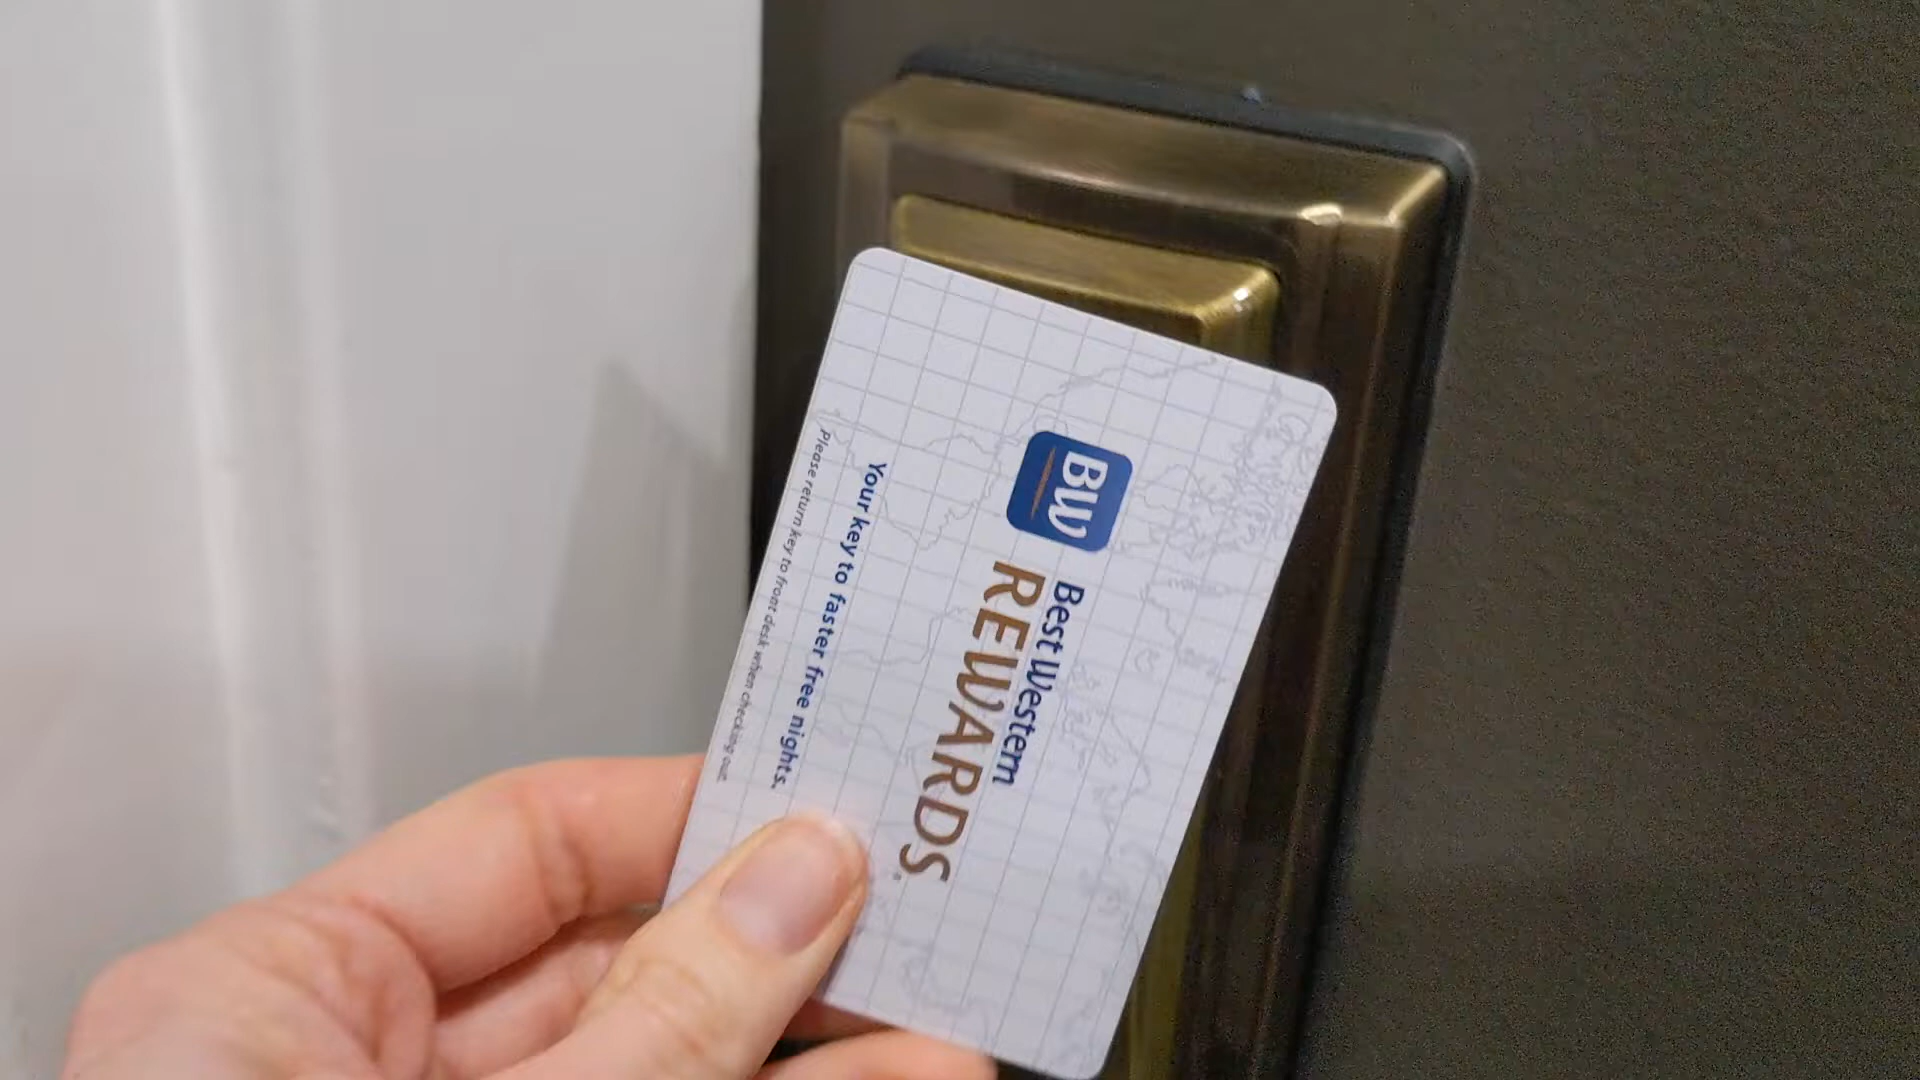 BW
Best Western
REWARDS®
Your key to faster free nights.
Please return key to front desk when checking out.